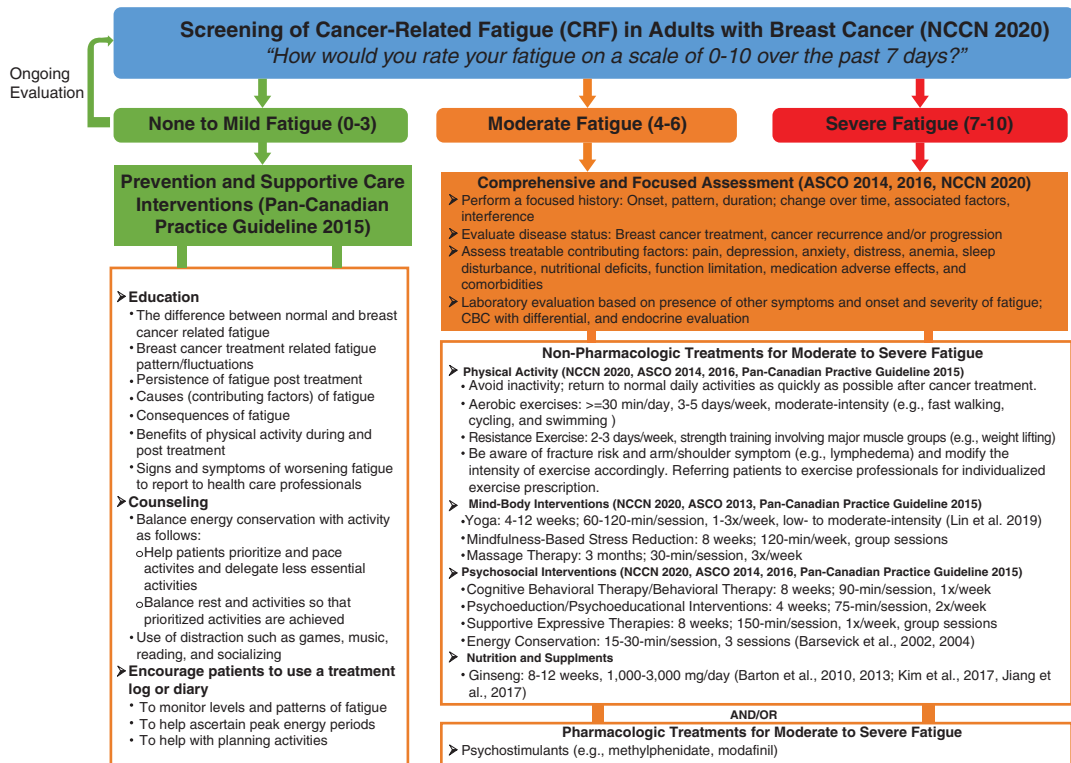 Screening of Cancer-Related Fatigue (CRF) in Adults with Breast Cancer (NCCN 2020)
"How would you rate your fatigue on a scale of 0-10 over the past 7 days?"
Ongoing
Evaluation
None to Mild Fatigue (0-3)
Moderate Fatigue (4-6)
Severe Fatigue (7-10)
Prevention and Supportive Care
Interventions (Pan-Canadian
Practice Guideline 2015)
➢ Education
• The difference between normal and breast
cancer related fatigue
• Breast cancer treatment related fatigue
pattern/fluctuations
• Persistence of fatigue post treatment
• Causes (contributing factors) of fatigue
• Consequences of fatigue
• Benefits of physical activity during and
post treatment
• Signs and symptoms of worsening fatigue
to report to health care professionals
➢ Counseling
• Balance energy conservation with activity
as follows:
o Help patients prioritize and pace
activites and delegate less essential
activities
o Balance rest and activities so that
prioritized activities are achieved
• Use of distraction such as games, music,
reading, and socializing
➢ Encourage patients to use a treatment
log or diary
• To monitor levels and patterns of fatigue
• To help ascertain peak energy periods
• To help with planning activities
Comprehensive and Focused Assessment (ASCO 2014, 2016, NCCN 2020)
➢ Perform a focused history: Onset, pattern, duration; change over time, associated factors,
interference
➢ Evaluate disease status: Breast cancer treatment, cancer recurrence and/or progression
➢ Assess treatable contributing factors: pain, depression, anxiety, distress, anemia, sleep
disturbance, nutritional deficits, function limitation, medication adverse effects, and
comorbidities
➢ Laboratory evaluation based on presence of other symptoms and onset and severity of fatigue;
CBC with differential, and endocrine evaluation
Non-Pharmacologic Treatments for Moderate to Severe Fatigue
➢ Physical Activity (NCCN 2020, ASCO 2014, 2016, Pan-Canadian Practive Guideline 2015)
• Avoid inactivity; return to normal daily activities as quickly as possible after cancer treatment.
• Aerobic exercises: >=30 min/day, 3-5 days/week, moderate-intensity (e.g., fast walking,
cycling, and swimming )
• Resistance Exercise: 2-3 days/week, strength training involving major muscle groups (e.g., weight lifting)
• Be aware of fracture risk and arm/shoulder symptom (e.g., lymphedema) and modify the
intensity of exercise accordingly. Referring patients to exercise professionals for individualized
exercise prescription.
➢ Mind-Body Interventions (NCCN 2020, ASCO 2013, Pan-Canadian Practice Guideline 2015)
• Yoga: 4-12 weeks; 60-120-min/session, 1-3x/week, low- to moderate-intensity (Lin et al. 2019)
• Mindfulness-Based Stress Reduction: 8 weeks; 120-min/week, group sessions
• Massage Therapy: 3 months; 30-min/session, 3x/week
➢ Psychosocial Interventions (NCCN 2020, ASCO 2014, 2016, Pan-Canadian Practice Guideline 2015)
• Cognitive Behavioral Therapy/Behavioral Therapy: 8 weeks; 90-min/session, 1x/week
• Psychoeduction/Psychoeducational Interventions: 4 weeks; 75-min/session, 2x/week
• Supportive Expressive Therapies: 8 weeks; 150-min/session, 1x/week, group sessions
• Energy Conservation: 15-30-min/session, 3 sessions (Barsevick et al., 2002, 2004)
➢ Nutrition and Supplments
• Ginseng: 8-12 weeks, 1,000-3,000 mg/day (Barton et al., 2010, 2013; Kim et al., 2017, Jiang et
al., 2017)
AND/OR
Pharmacologic Treatments for Moderate to Severe Fatigue
➢ Psychostimulants (e.g., methylphenidate, modafinil)